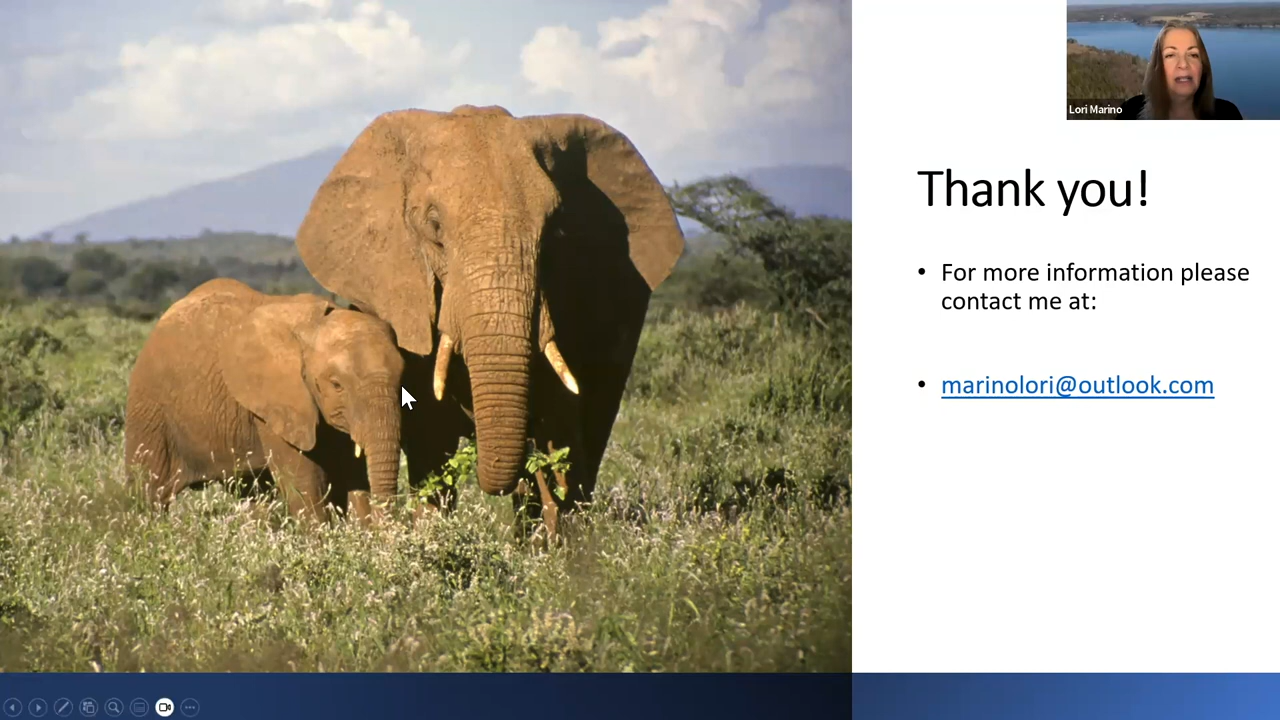 Lori Marino
Thank you!
• For more information please
contact me at:
• marinolori@outlook.com